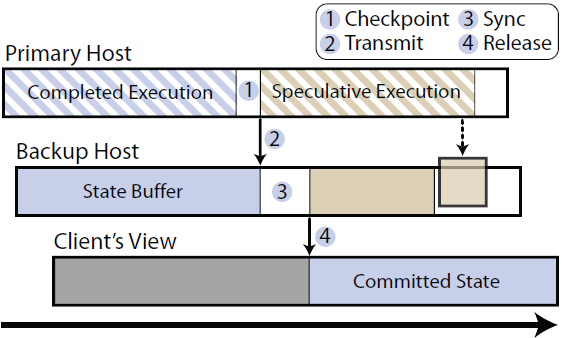 1 Checkpoint 3 Sync
2 Transmit 4 Release
Primary Host
Completed Execution 1 Speculative Execution
2
Backup Host
State Buffer 3
4
Client's View
Committed State